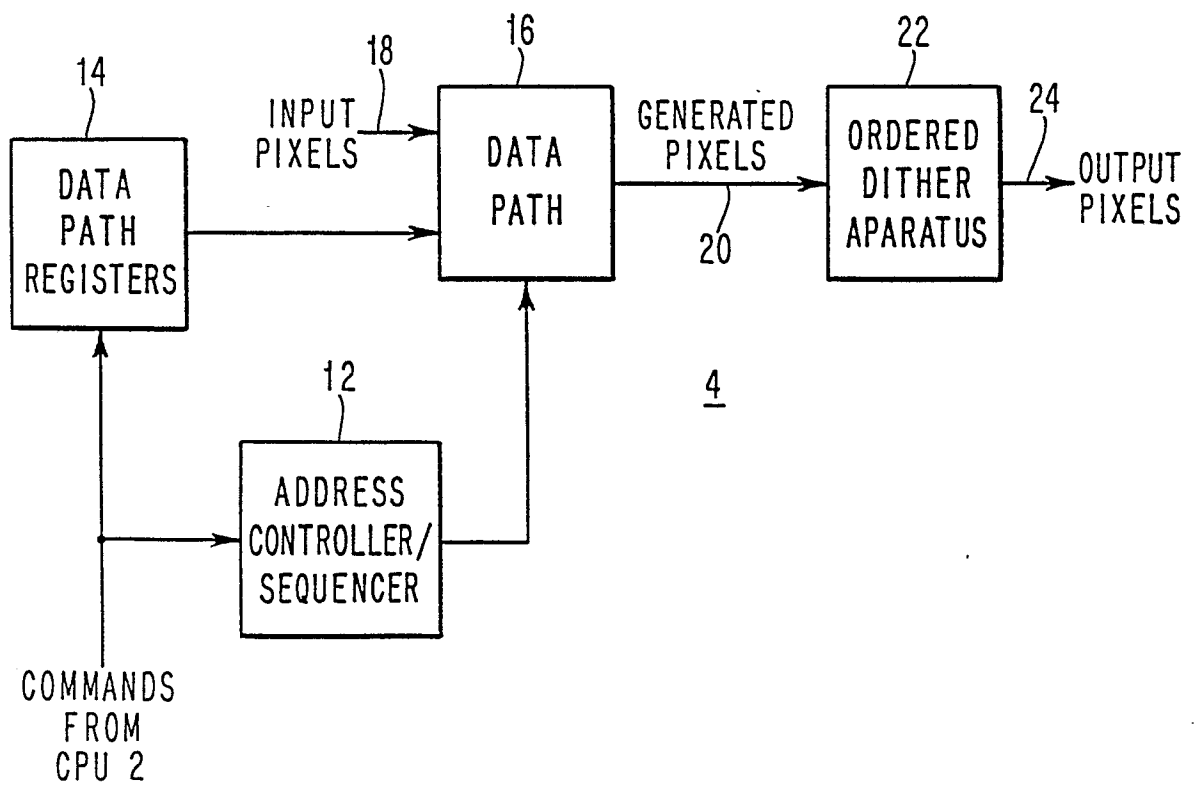 14
DATA
PATH
REGISTERS
INPUT
PIXELS
18
16
DATA
PATH
GENERATED
PIXELS
20
22
ORDERED
DITHER
APARATUS
24
OUTPUT
PIXELS
12
ADDRESS
CONTROLLER/
SEQUENCER
4
COMMANDS
FROM
CPU 2